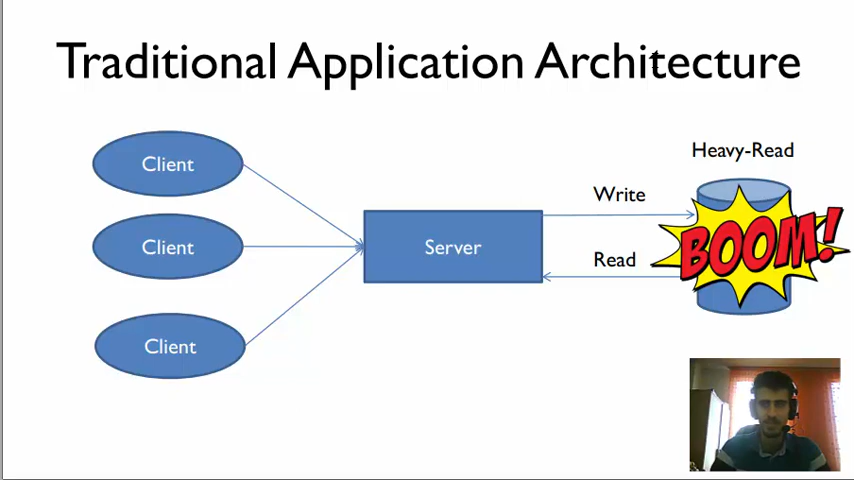 Traditional Application Architecture
Client
Client
Client
Server
Write
Read
Heavy-Read
BOOM!